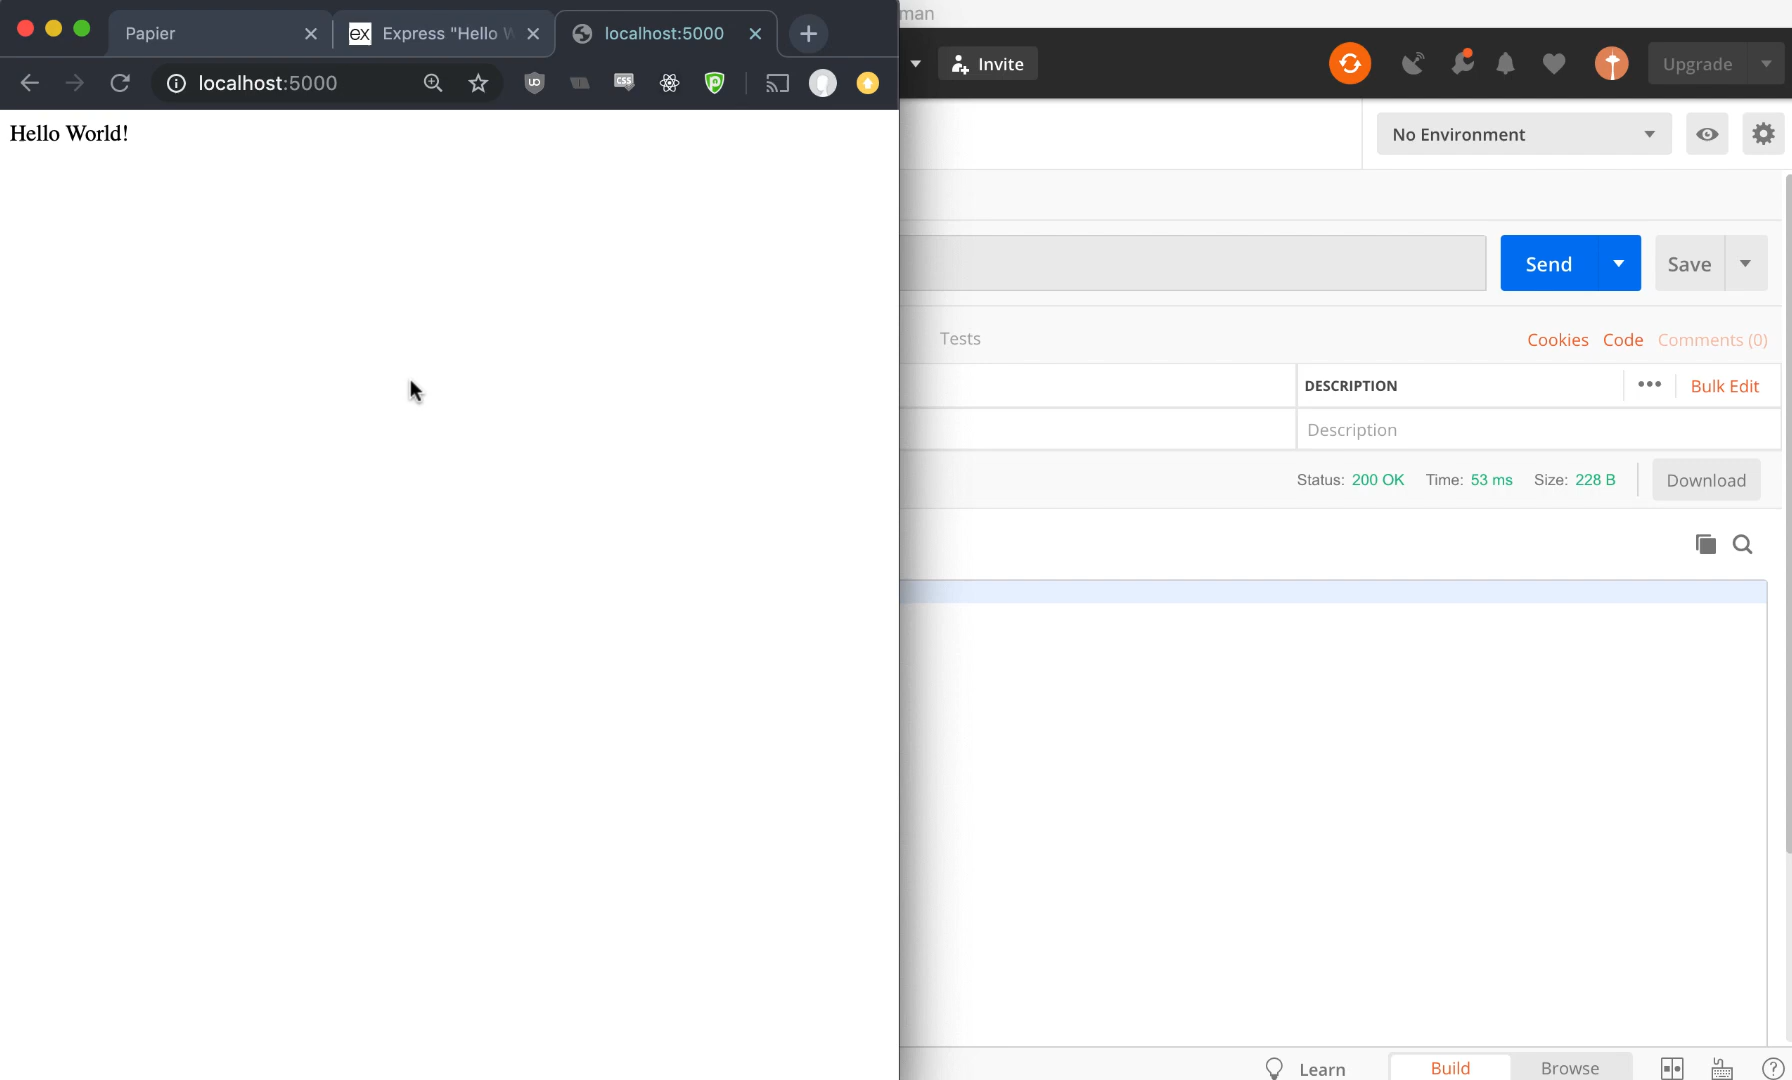 Papier
ex Express "Hello W
localhost:5000
localhost:5000
Hello World!
man
Invite
Upgrade
No Environment
Send
Save
Tests
Cookies Code Comments (0)
DESCRIPTION
Bulk Edit
Description
Status: 200 OK Time: 53 ms Size: 228 B
Download
Learn
Build
Browse